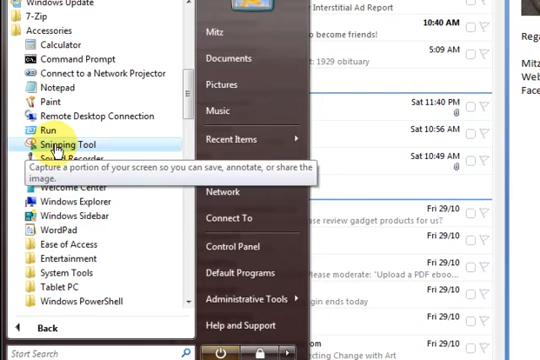 Windows Update
7-Zip
Accessories
Calculator
Command Prompt
Connect to a Network Projector
Notepad
Paint
Remote Desktop Connection
Run
Snipping Tool
Sound Recorder
Capture a portion of your screen so you can save, annotate, or share the
image.
Welcome Center
Windows Explorer
Windows Sidebar
WordPad
Ease of Access
Entertainment
System Tools
Tablet PC
Windows PowerShell
Back
Start Search
Mitz
Documents
Pictures
Music
Recent Items
Network
Connect To
Control Panel
Default Programs
Administrative Tools
Help and Support
Interstitial Ad Report
10:40 AM
o become friends!
5:09 AM
: 1929 obituary
Sat 11:40 PM
Sat 10:56 AM
Sat 10:49 AM
Fri 29/10
ase review gadget products for u?
Fri 29/10
Fri 29/10
Please moderate: "Upload a PDF eboo...
Fri 29/10
gin ends today
Fri 29/10
om
ecting Change with Art
Rega
Mitz
Web
Face